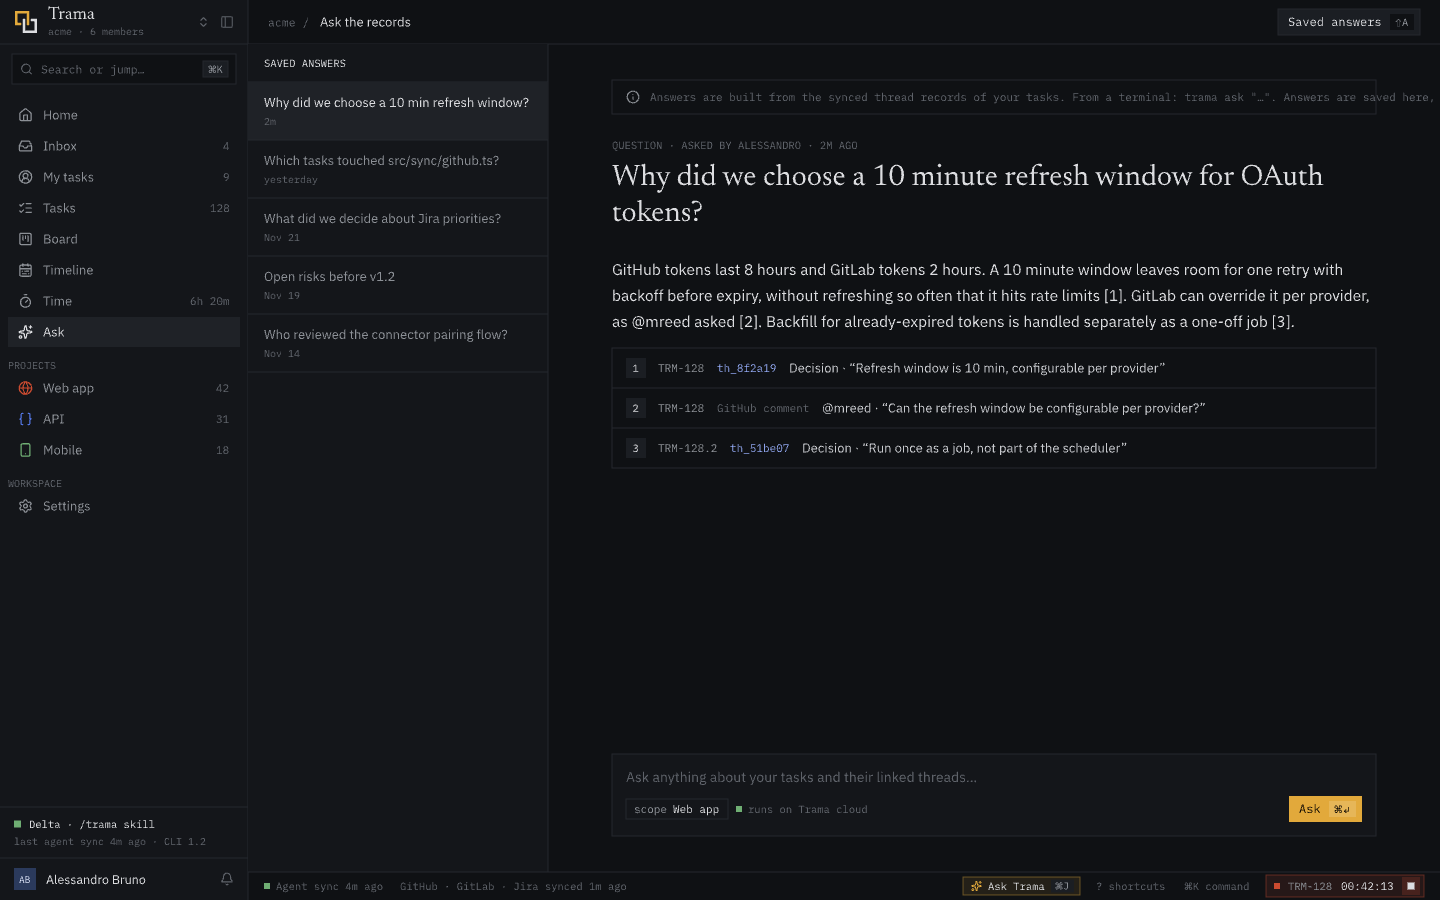 Trama
acme · 6 members
acme / Ask the records
Saved answers ⇧A
Search or jump… ⌘K
Home
Inbox 4
My tasks 9
Tasks 128
Board
Timeline
Time 6h 20m
Ask
PROJECTS
Web app 42
API 31
Mobile 18
WORKSPACE
Settings
Delta · /trama skill
last agent sync 4m ago · CLI 1.2
AB Alessandro Bruno
SAVED ANSWERS
Why did we choose a 10 min refresh window?
2m
Which tasks touched src/sync/github.ts?
yesterday
What did we decide about Jira priorities?
Nov 21
Open risks before v1.2
Nov 19
Who reviewed the connector pairing flow?
Nov 14
Answers are built from the synced thread records of your tasks. From a terminal: trama ask "…". Answers are saved here,
QUESTION · ASKED BY ALESSANDRO · 2M AGO
Why did we choose a 10 minute refresh window for OAuth
tokens?
GitHub tokens last 8 hours and GitLab tokens 2 hours. A 10 minute window leaves room for one retry with
backoff before expiry, without refreshing so often that it hits rate limits [1]. GitLab can override it per provider,
as @mreed asked [2]. Backfill for already-expired tokens is handled separately as a one-off job [3].
1 TRM-128 th_8f2a19 Decision · “Refresh window is 10 min, configurable per provider”
2 TRM-128 GitHub comment @mreed · “Can the refresh window be configurable per provider?”
3 TRM-128.2 th_51be07 Decision · “Run once as a job, not part of the scheduler”
Ask anything about your tasks and their linked threads…
scope Web app runs on Trama cloud
Ask ⌘↲
Agent sync 4m ago GitHub · GitLab · Jira synced 1m ago
Ask Trama ⌘J ? shortcuts ⌘K command TRM-128 00:42:13